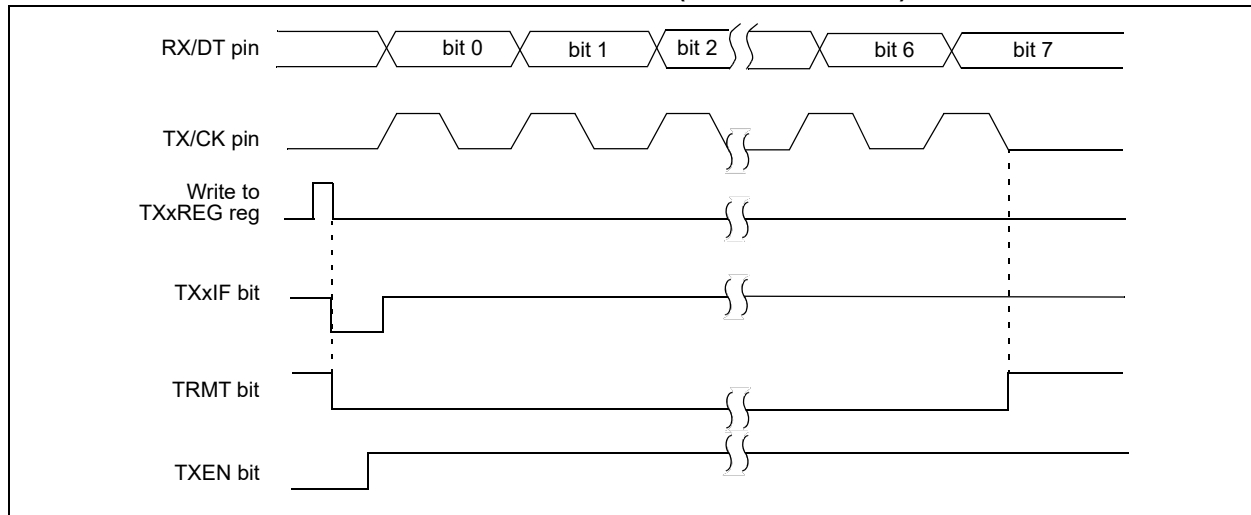 RX/DT pin
bit 0
bit 1
bit 2
bit 6
bit 7
TX/CK pin
Write to
TXxREG reg
TXxIF bit
TRMT bit
TXEN bit